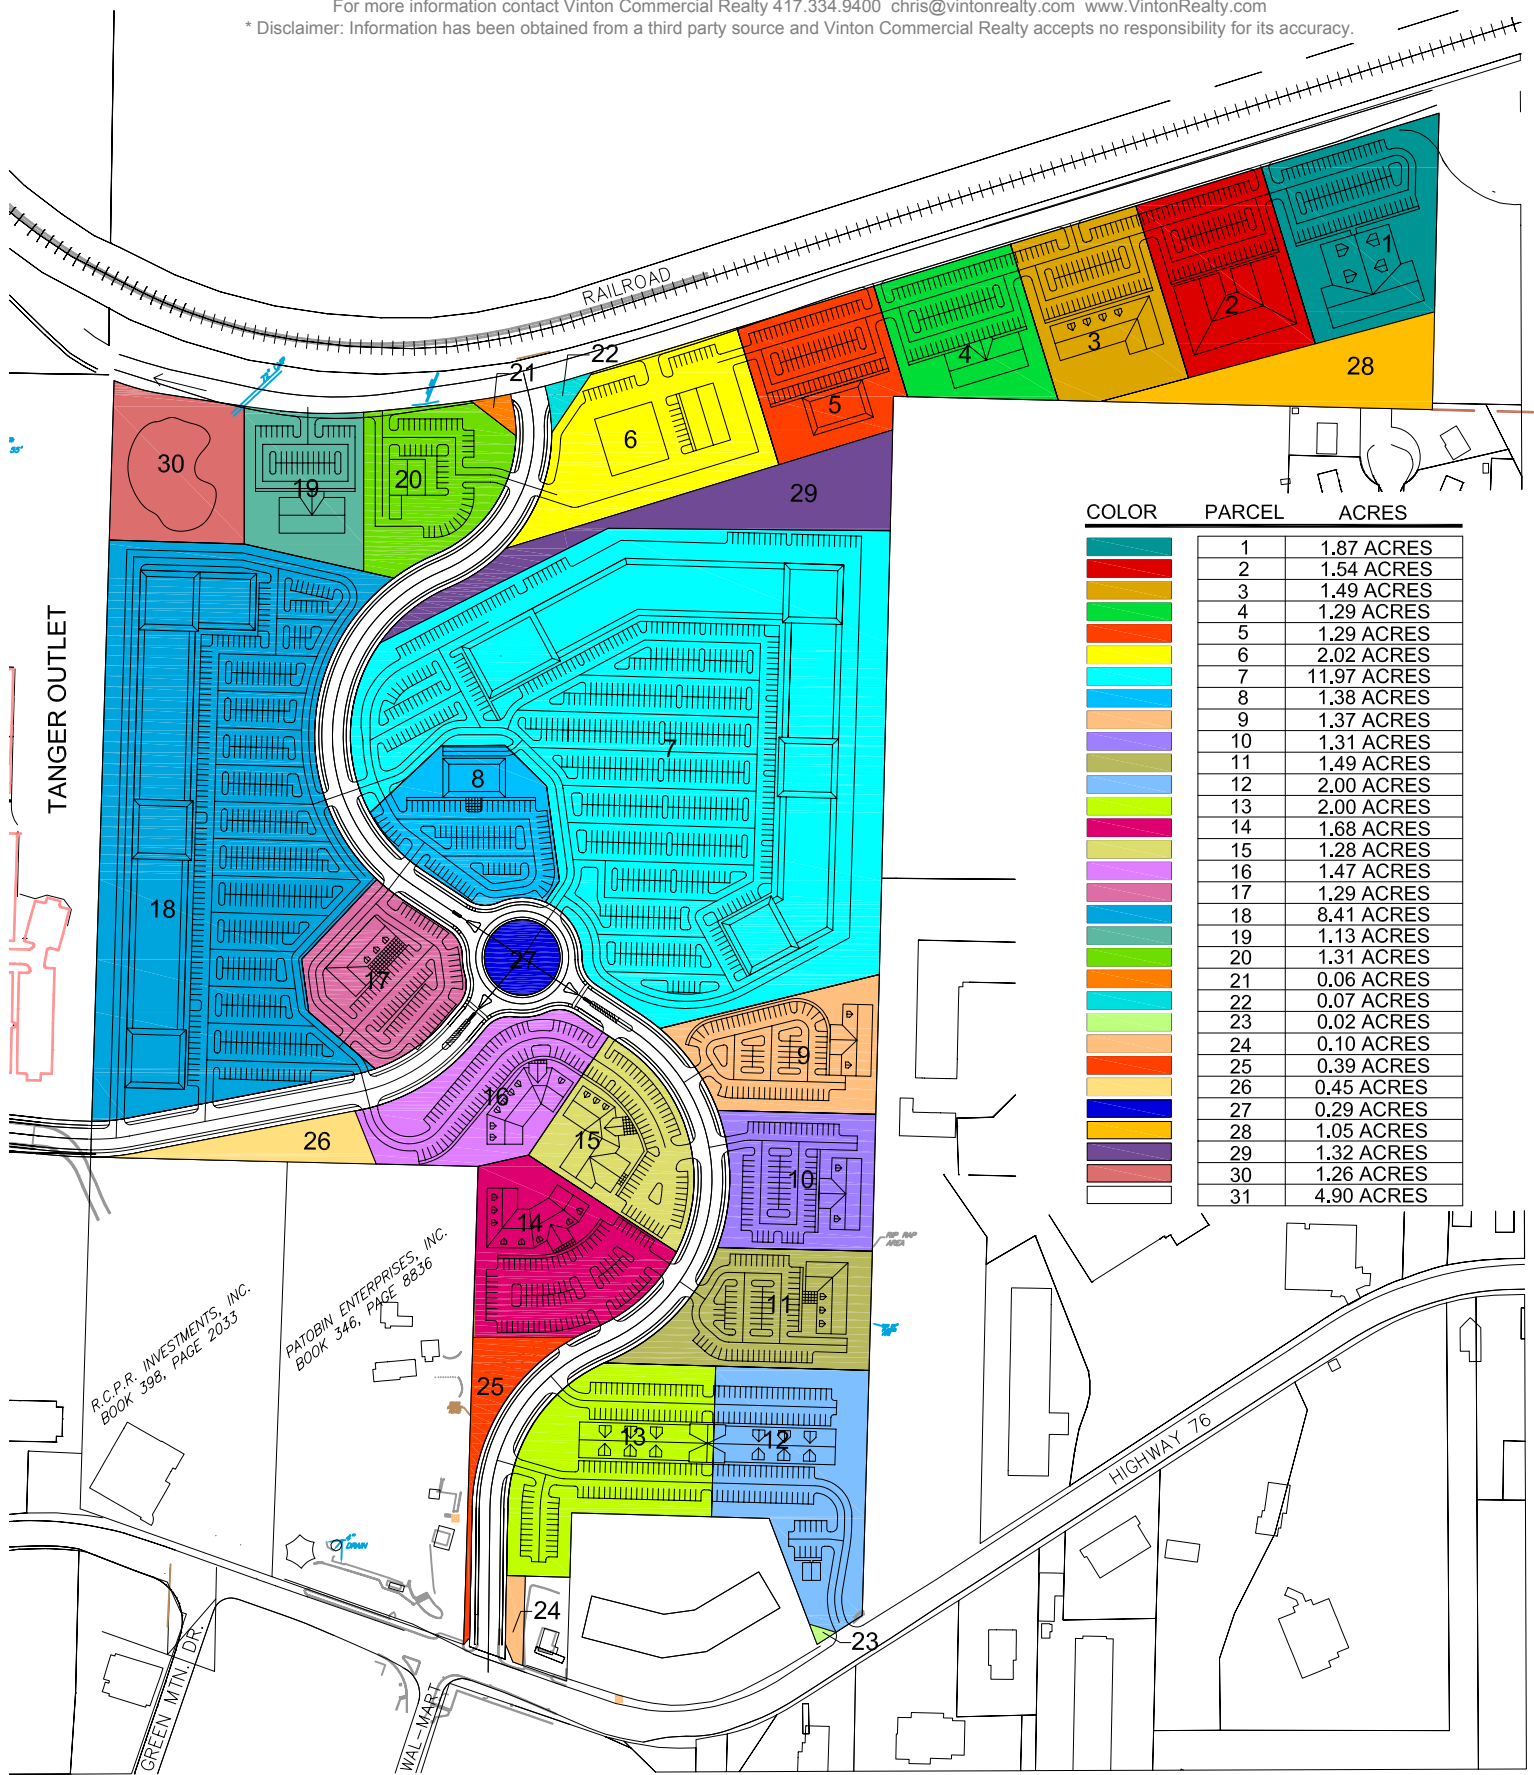 For more information contact Vinton Commercial Realty 417.334.9400 chris@vintonrealty.com www.VintonRealty.com
* Disclaimer: Information has been obtained from a third party source and Vinton Commercial Realty accepts no responsibility for its accuracy.
RAILROAD
1
2
3
4
28
22
21
5
6
30
19
20
29
TANGER OUTLET
7
8
18
27
17
9
16
15
26
10
14
11
25
13
12
24
23
RIP RAP
AREA
R.C.P.R. INVESTMENTS, INC.
BOOK 398, PAGE 2033
PATOBIN ENTERPRISES, INC.
BOOK 346, PAGE 8836
4"
DRAIN
HIGHWAY 76
GREEN MTN. DR.
WAL-MART
COLOR PARCEL ACRES
1 1.87 ACRES
2 1.54 ACRES
3 1.49 ACRES
4 1.29 ACRES
5 1.29 ACRES
6 2.02 ACRES
7 11.97 ACRES
8 1.38 ACRES
9 1.37 ACRES
10 1.31 ACRES
11 1.49 ACRES
12 2.00 ACRES
13 2.00 ACRES
14 1.68 ACRES
15 1.28 ACRES
16 1.47 ACRES
17 1.29 ACRES
18 8.41 ACRES
19 1.13 ACRES
20 1.31 ACRES
21 0.06 ACRES
22 0.07 ACRES
23 0.02 ACRES
24 0.10 ACRES
25 0.39 ACRES
26 0.45 ACRES
27 0.29 ACRES
28 1.05 ACRES
29 1.32 ACRES
30 1.26 ACRES
31 4.90 ACRES